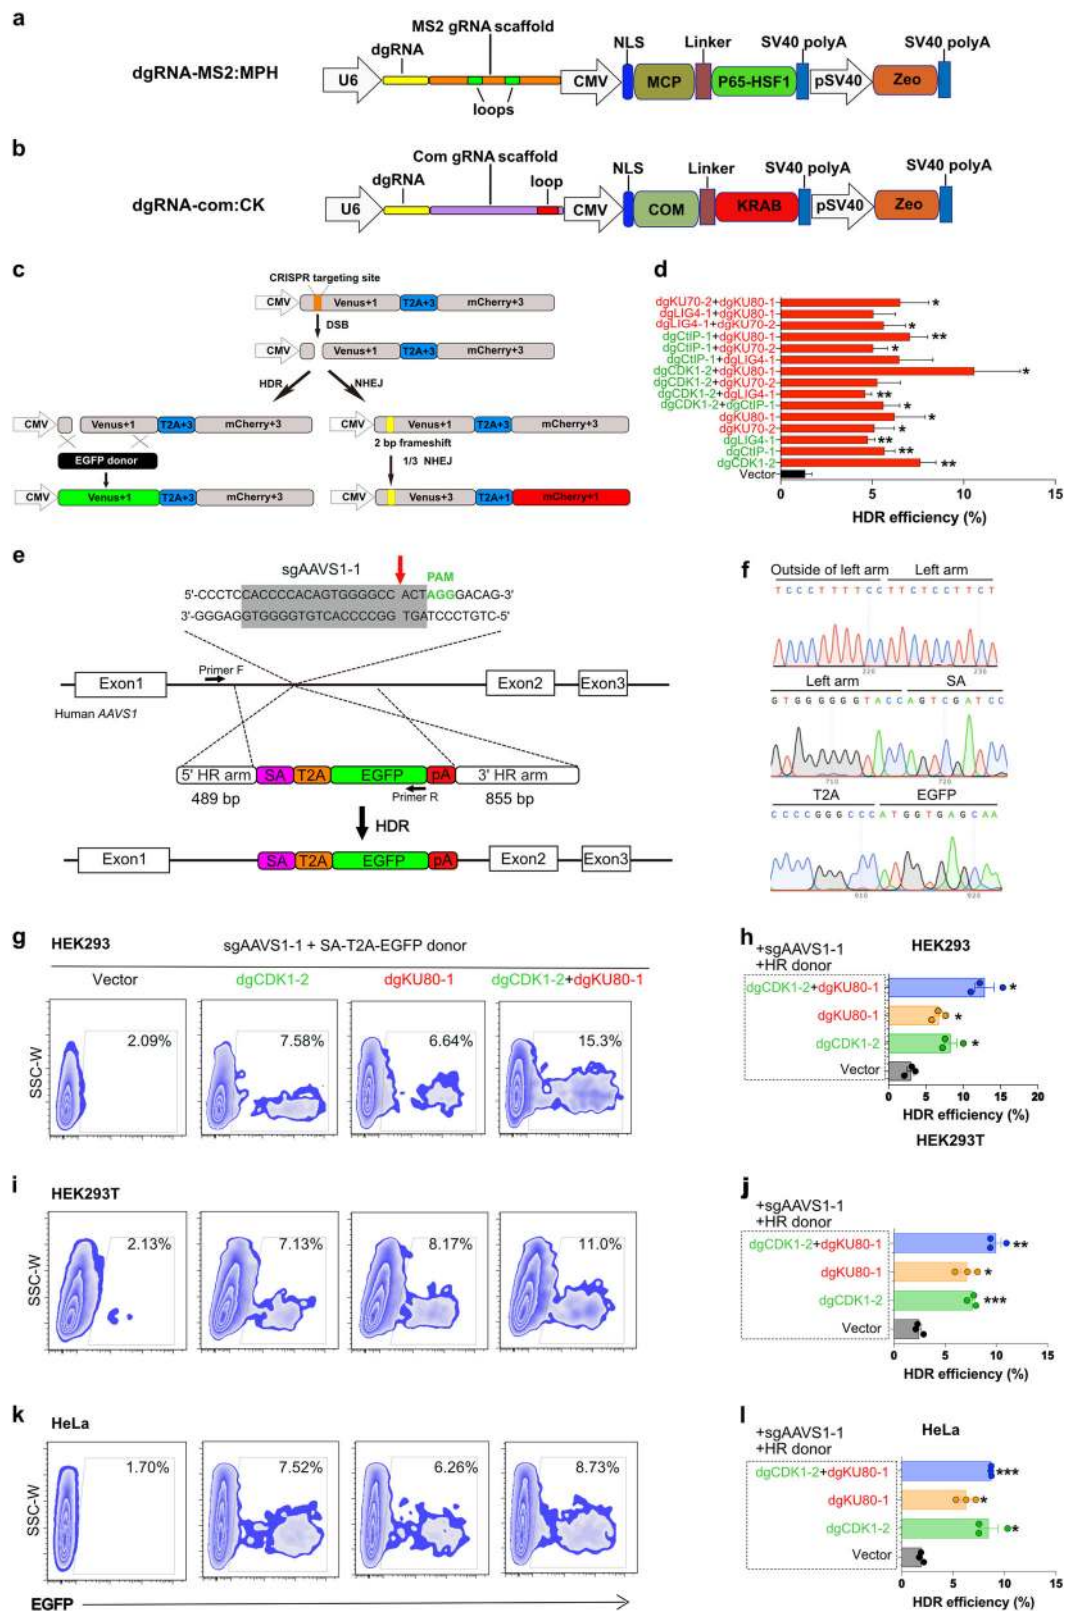 a
dgRNA-MS2:MPH
MS2 gRNA scaffold
dgRNA
NLS
Linker
SV40 polyA
SV40 polyA
U6
CMV
MCP
P65-HSF1
pSV40
Zeo
loops
b
dgRNA-com:CK
Com gRNA scaffold
dgRNA
loop
NLS
Linker
SV40 polyA
SV40 polyA
U6
CMV
COM
KRAB
pSV40
Zeo
c
CRISPR targeting site
CMV
Venus+1
T2A+3
mCherry+3
DSB
CMV
Venus+1
T2A+3
mCherry+3
HDR
NHEJ
CMV
Venus+1
T2A+3
mCherry+3
CMV
Venus+1
T2A+3
mCherry+3
EGFP donor
2 bp frameshift
1/3 NHEJ
CMV
Venus+1
T2A+3
mCherry+3
CMV
Venus+3
T2A+1
mCherry+1
d
dgKU70-2+dgKU80-1 *
dgLIG4-1+dgKU80-1
dgLIG4-1+dgKU70-2 *
dgCtIP-1+dgKU80-1 **
dgCtIP-1+dgKU70-2 *
dgCtIP-1+dgLIG4-1
dgCDK1-2+dgKU80-1 *
dgCDK1-2+dgKU70-2
dgCDK1-2+dgLIG4-1 **
dgCDK1-2+dgCtIP-1 *
dgKU80-1 *
dgKU70-2 *
dgLIG4-1 **
dgCtIP-1 **
dgCDK1-2 **
Vector
0 5 10 15
HDR efficiency (%)
e
sgAAVS1-1
PAM
5'-CCCTCCACCCCACAGTGGGGCC ACTAGGGACAG-3'
3'-GGGAGGTGGGGTGTCACCCCGG TGATCCCTGTC-5'
Primer F
Exon1
Exon2
Exon3
Human AAVS1
5' HR arm
SA
T2A
EGFP
pA
3' HR arm
489 bp
Primer R
855 bp
HDR
Exon1
SA
T2A
EGFP
pA
Exon2
Exon3
f
Outside of left arm
Left arm
T C C C T T T T C C T T C T C C T T C T
220
230
Left arm
SA
G T G G G G G G T A C C A G T C G A T C C
710
720
T2A
EGFP
C C C C G G G C C C A T G G T G A G C A A
910
920
g
HEK293
sgAAVS1-1 + SA-T2A-EGFP donor
Vector
dgCDK1-2
dgKU80-1
dgCDK1-2+dgKU80-1
SSC-W
2.09%
7.58%
6.64%
15.3%
h
+sgAAVS1-1
+HR donor
HEK293
dgCDK1-2+dgKU80-1 *
dgKU80-1 *
dgCDK1-2 *
Vector
0 5 10 15 20
HDR efficiency (%)
HEK293T
i
HEK293T
SSC-W
2.13%
7.13%
8.17%
11.0%
j
+sgAAVS1-1
+HR donor
dgCDK1-2+dgKU80-1 **
dgKU80-1 *
dgCDK1-2 ***
Vector
0 5 10 15
HDR efficiency (%)
k
HeLa
SSC-W
1.70%
7.52%
6.26%
8.73%
EGFP
l
+sgAAVS1-1
+HR donor
HeLa
dgCDK1-2+dgKU80-1 ***
dgKU80-1 *
dgCDK1-2 *
Vector
0 5 10 15
HDR efficiency (%)